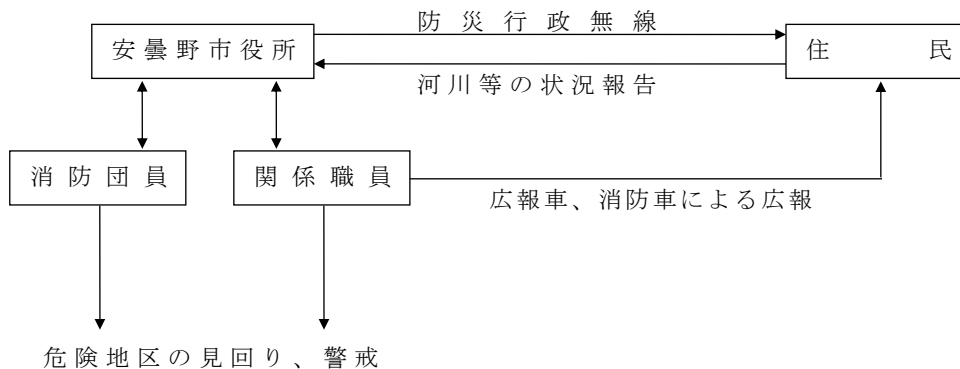 防災行政無線
安曇野市役所
住民
河川等の状況報告
消防団員
関係職員
広報車、消防車による広報
危険地区の見回り、警戒